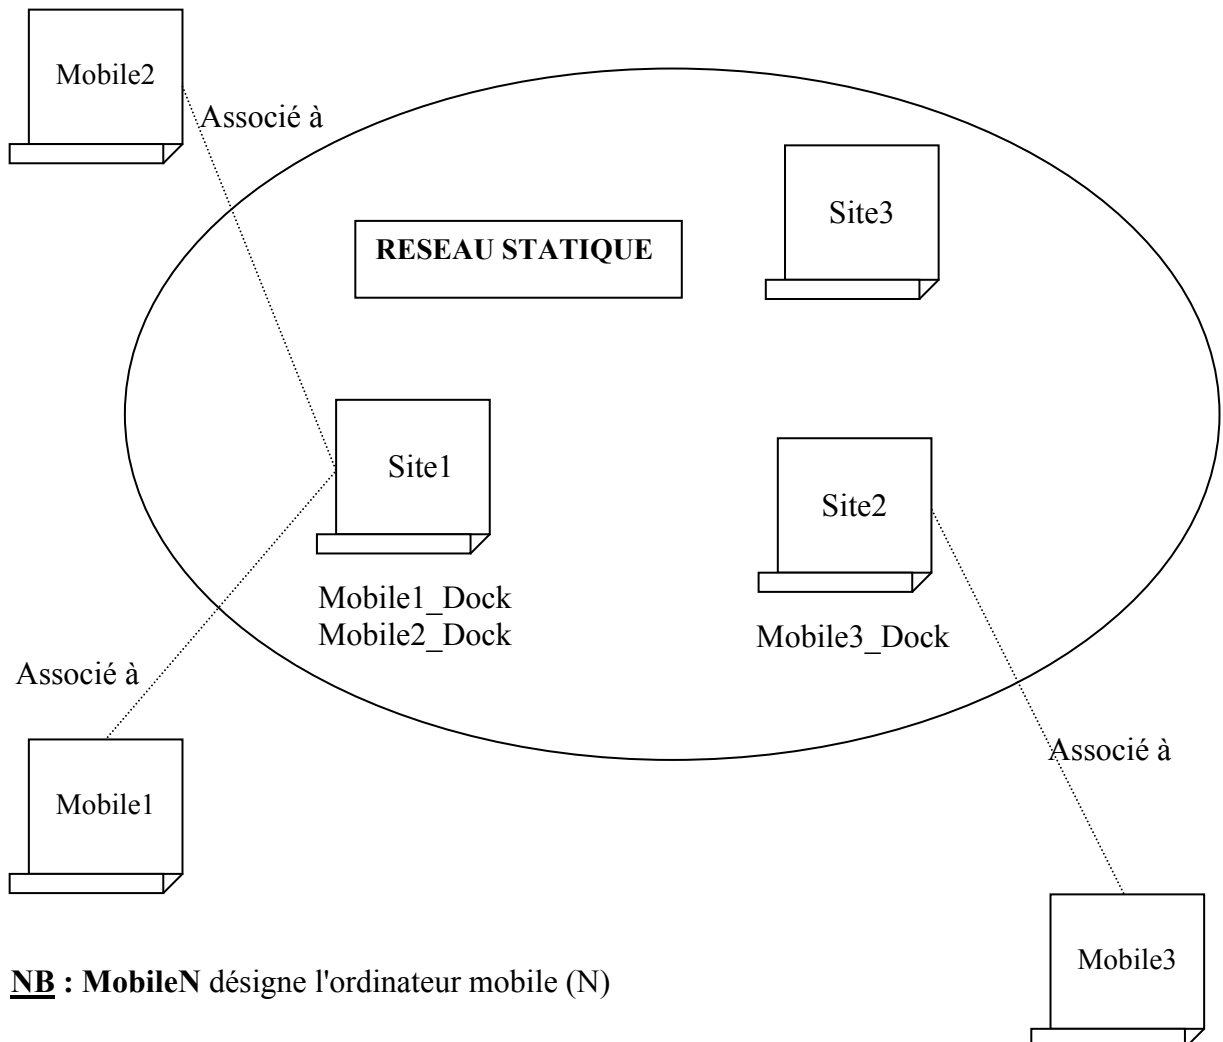 Mobile2
Associé à
Site3
RESEAU STATIQUE
Site1
Site2
Mobile1_Dock
Mobile2_Dock
Mobile3_Dock
Associé à
Associé à
Mobile1
Mobile3
NB : MobileN désigne l'ordinateur mobile (N)